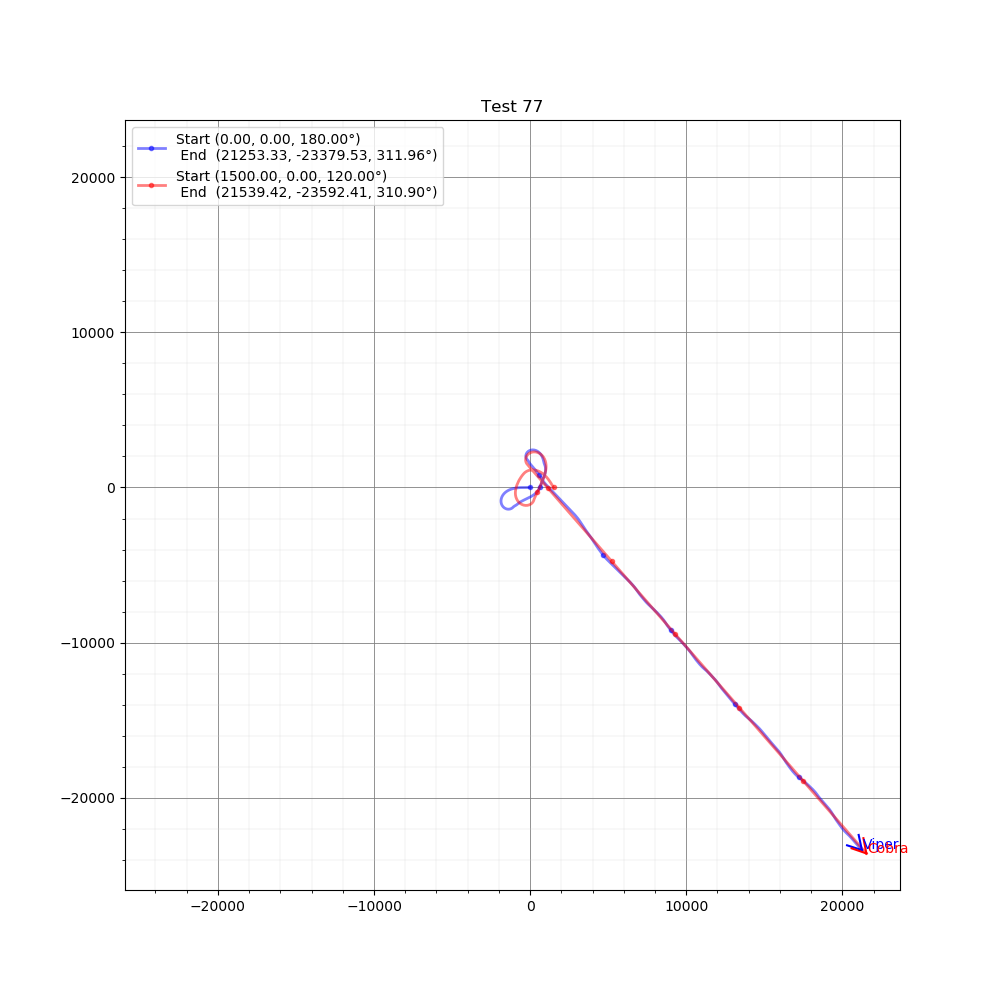 Test 77
Start (0.00, 0.00, 180.00°)
End (21253.33, -23379.53, 311.96°)
Start (1500.00, 0.00, 120.00°)
End (21539.42, -23592.41, 310.90°)
20000
10000
0
−10000
−20000
Viper
Cobra
−20000
−10000
0
10000
20000